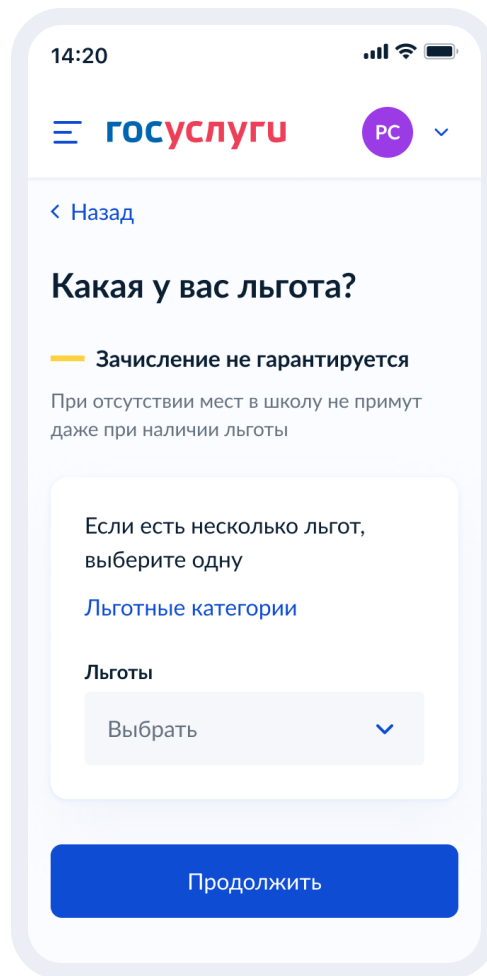 14:20
госуслуги
РС
Назад
Какая у вас льгота?
Зачисление не гарантируется
При отсутствии мест в школу не примут
даже при наличии льготы
Если есть несколько льгот,
выберите одну
Льготные категории
Льготы
Выбрать
Продолжить